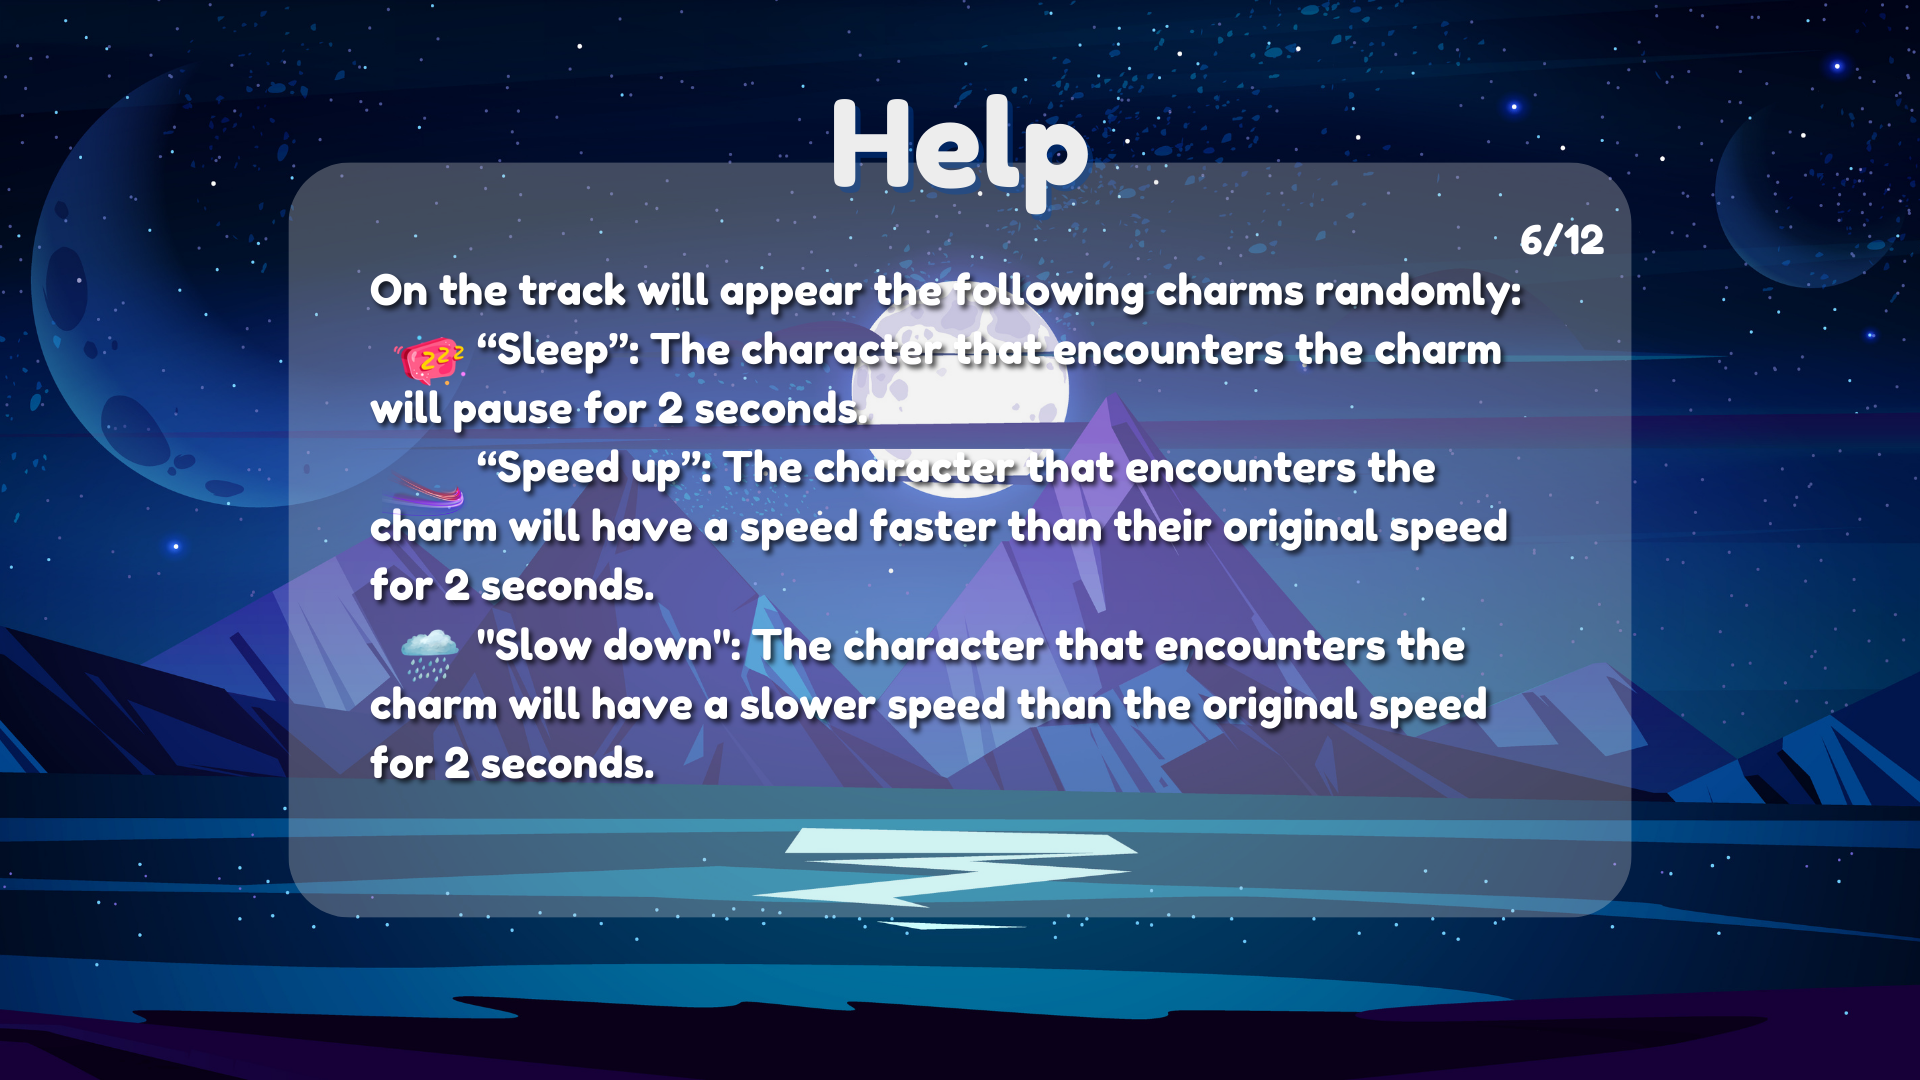 Help
6/12
On the track will appear the following charms randomly:
zzz “Sleep”: The character that encounters the charm
will pause for 2 seconds.
“Speed up”: The character that encounters the
charm will have a speed faster than their original speed
for 2 seconds.
"Slow down": The character that encounters the
charm will have a slower speed than the original speed
for 2 seconds.